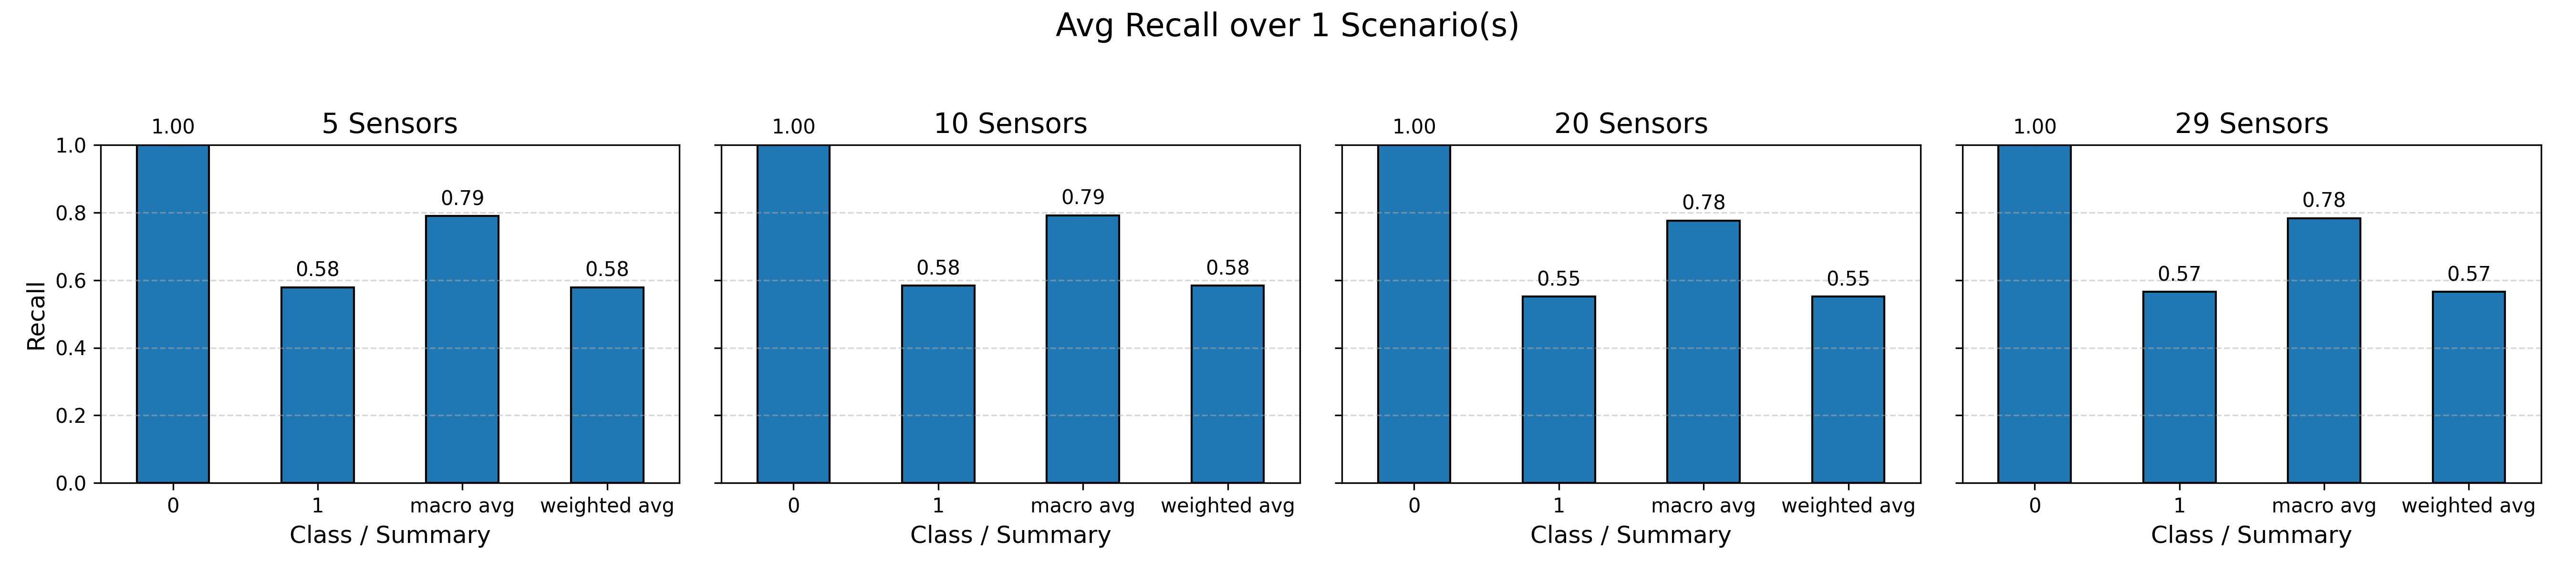 Avg Recall over 1 Scenario(s)
5 Sensors
1.00
0.58
0.79
0.58
Recall
1.0
0.8
0.6
0.4
0.2
0.0
0 1 macro avg weighted avg
Class / Summary
10 Sensors
1.00
0.58
0.79
0.58
0 1 macro avg weighted avg
Class / Summary
20 Sensors
1.00
0.55
0.78
0.55
0 1 macro avg weighted avg
Class / Summary
29 Sensors
1.00
0.57
0.78
0.57
0 1 macro avg weighted avg
Class / Summary